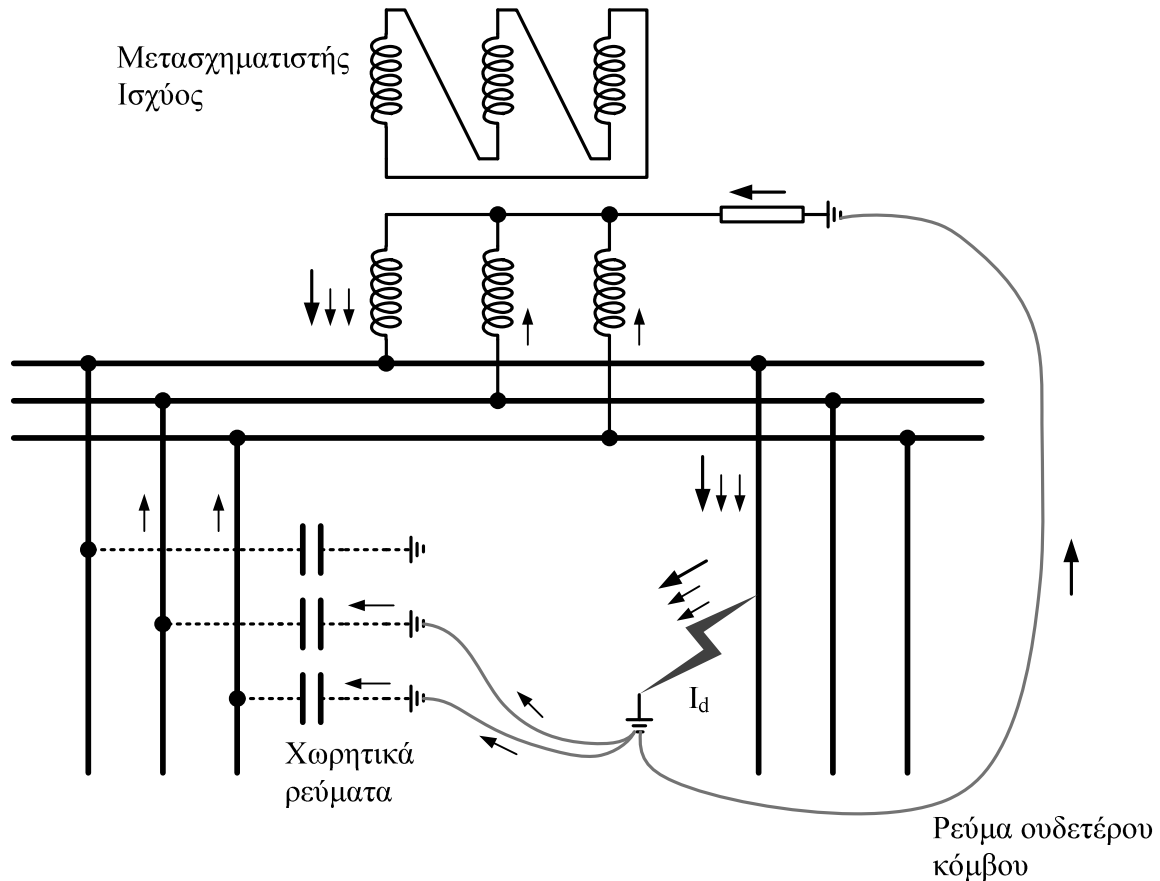 Μετασχηματιστής
Ισχύος
I_d
Χωρητικά
ρεύματα
Ρεύμα ουδετέρου
κόμβου